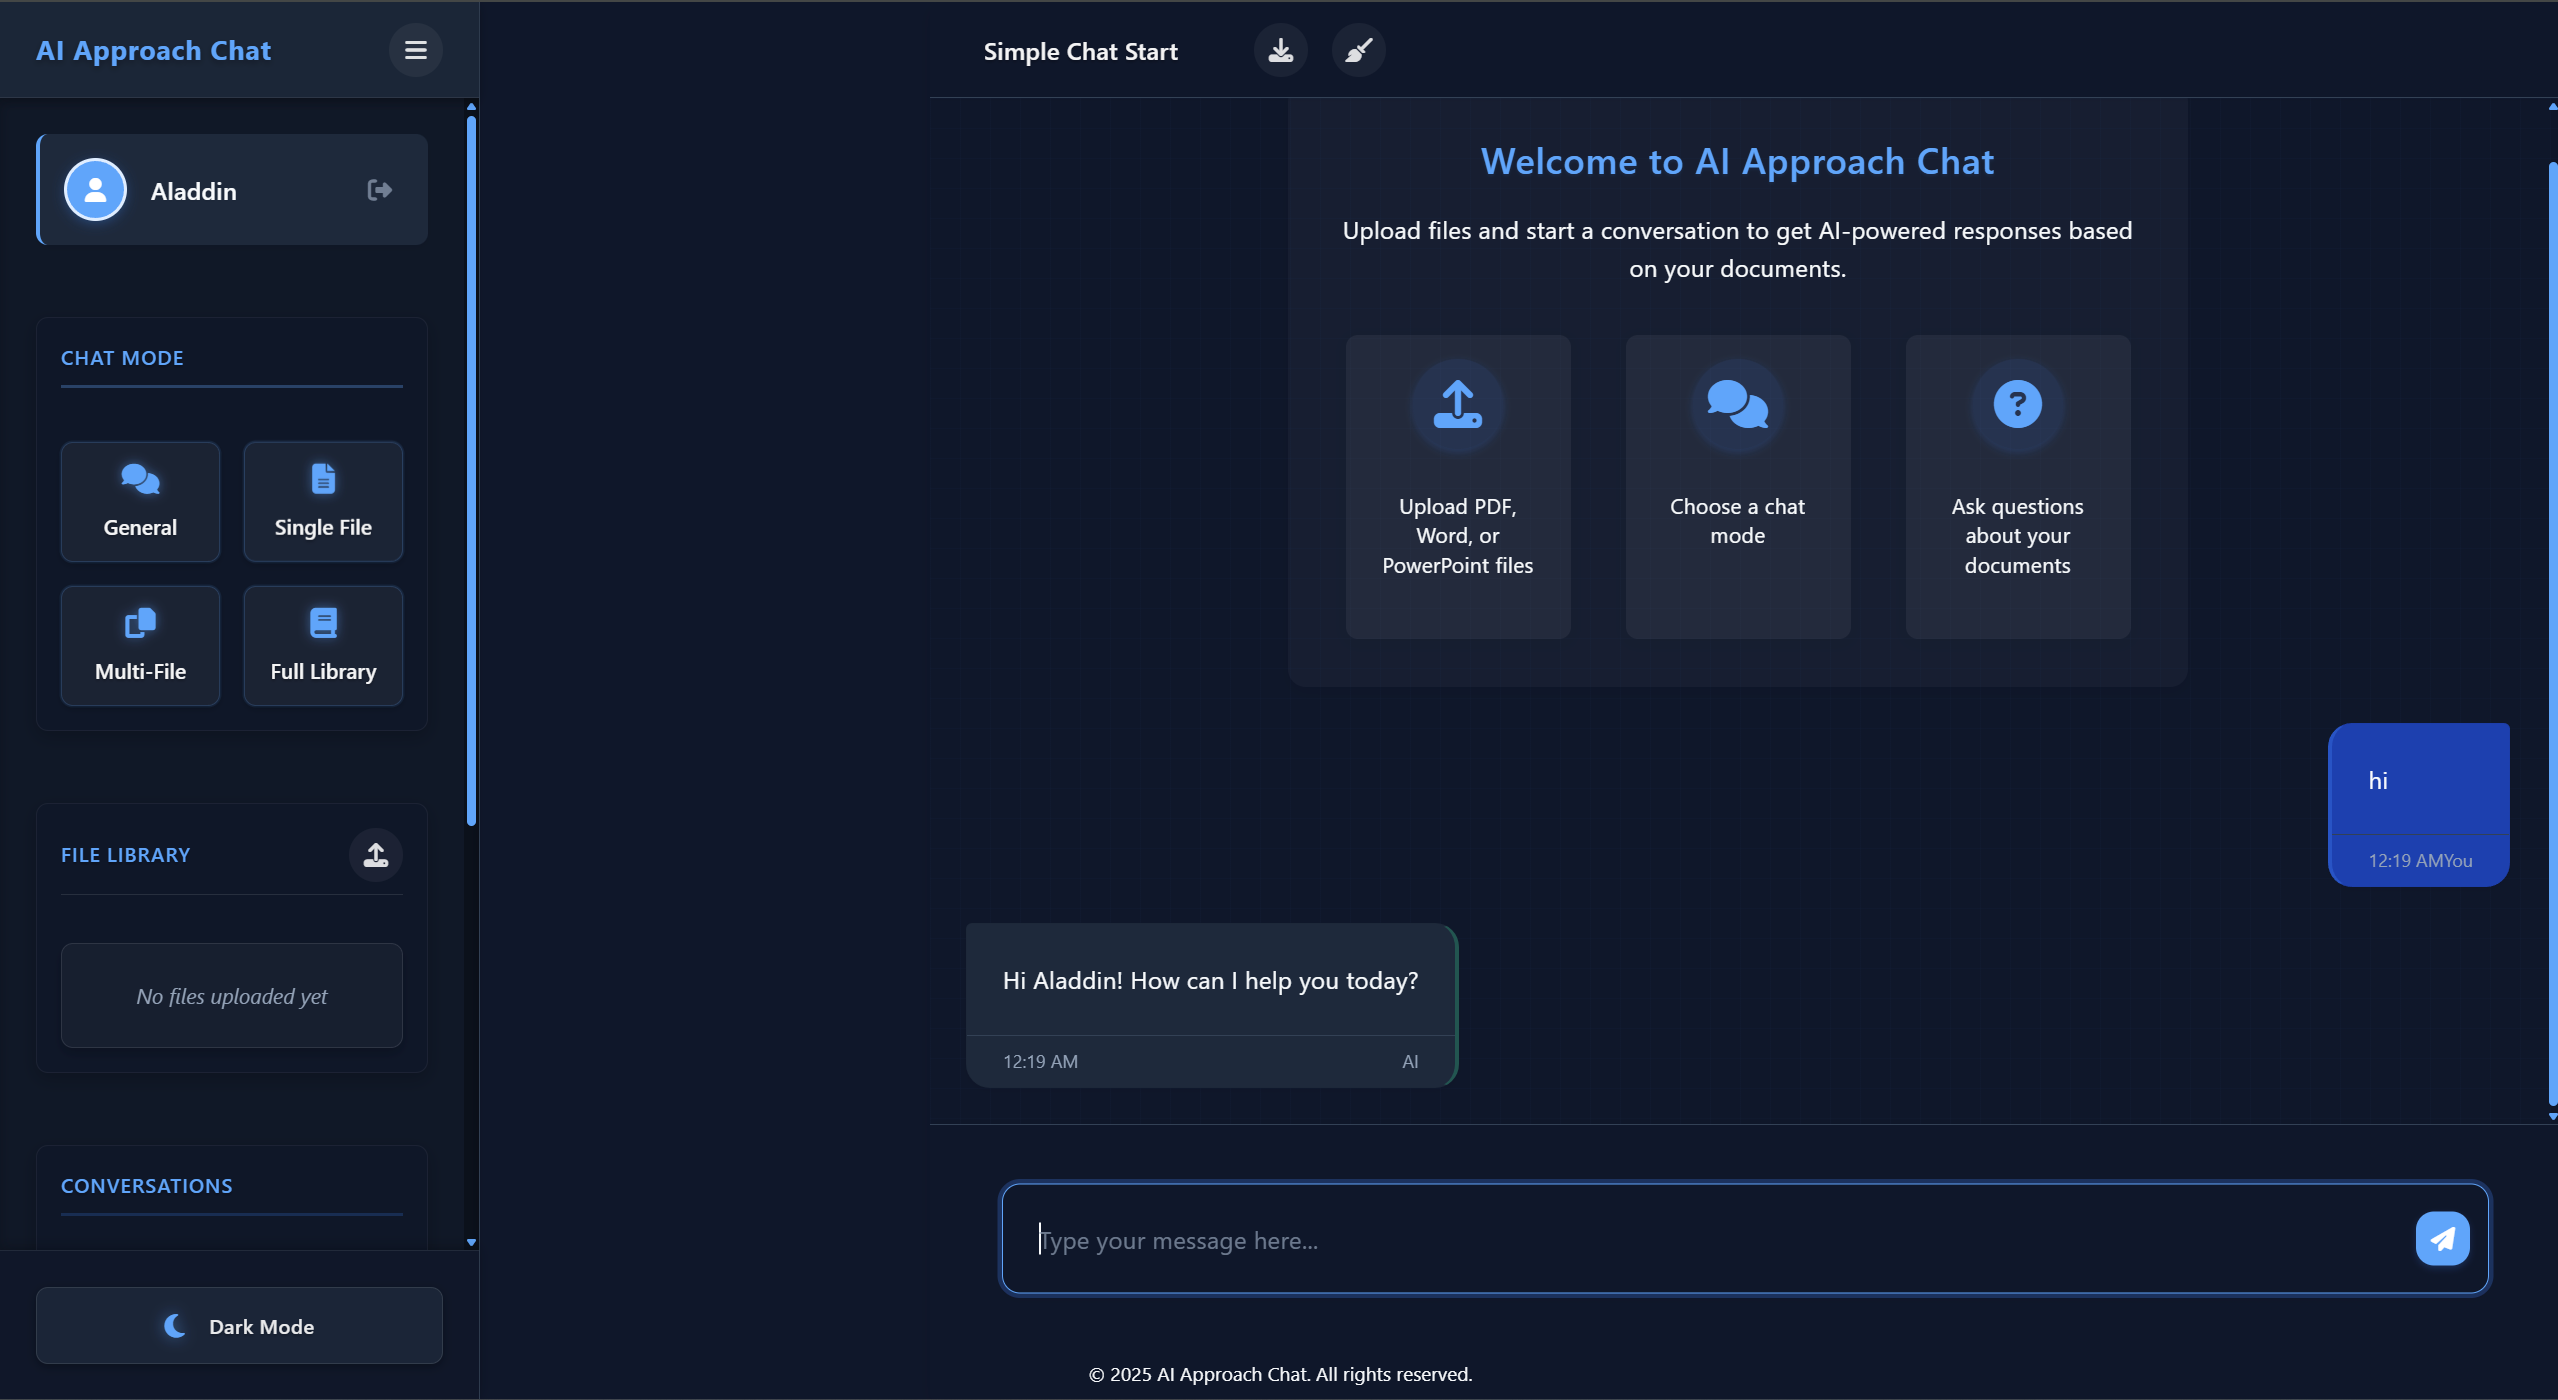 AI Approach Chat
Aladdin
CHAT MODE
General
Single File
Multi-File
Full Library
FILE LIBRARY
No files uploaded yet
CONVERSATIONS
Dark Mode
Simple Chat Start
Welcome to AI Approach Chat
Upload files and start a conversation to get AI-powered responses based
on your documents.
Upload PDF,
Word, or
PowerPoint files
Choose a chat
mode
Ask questions
about your
documents
hi
12:19 AMYou
Hi Aladdin! How can I help you today?
12:19 AM AI
Type your message here...
© 2025 AI Approach Chat. All rights reserved.